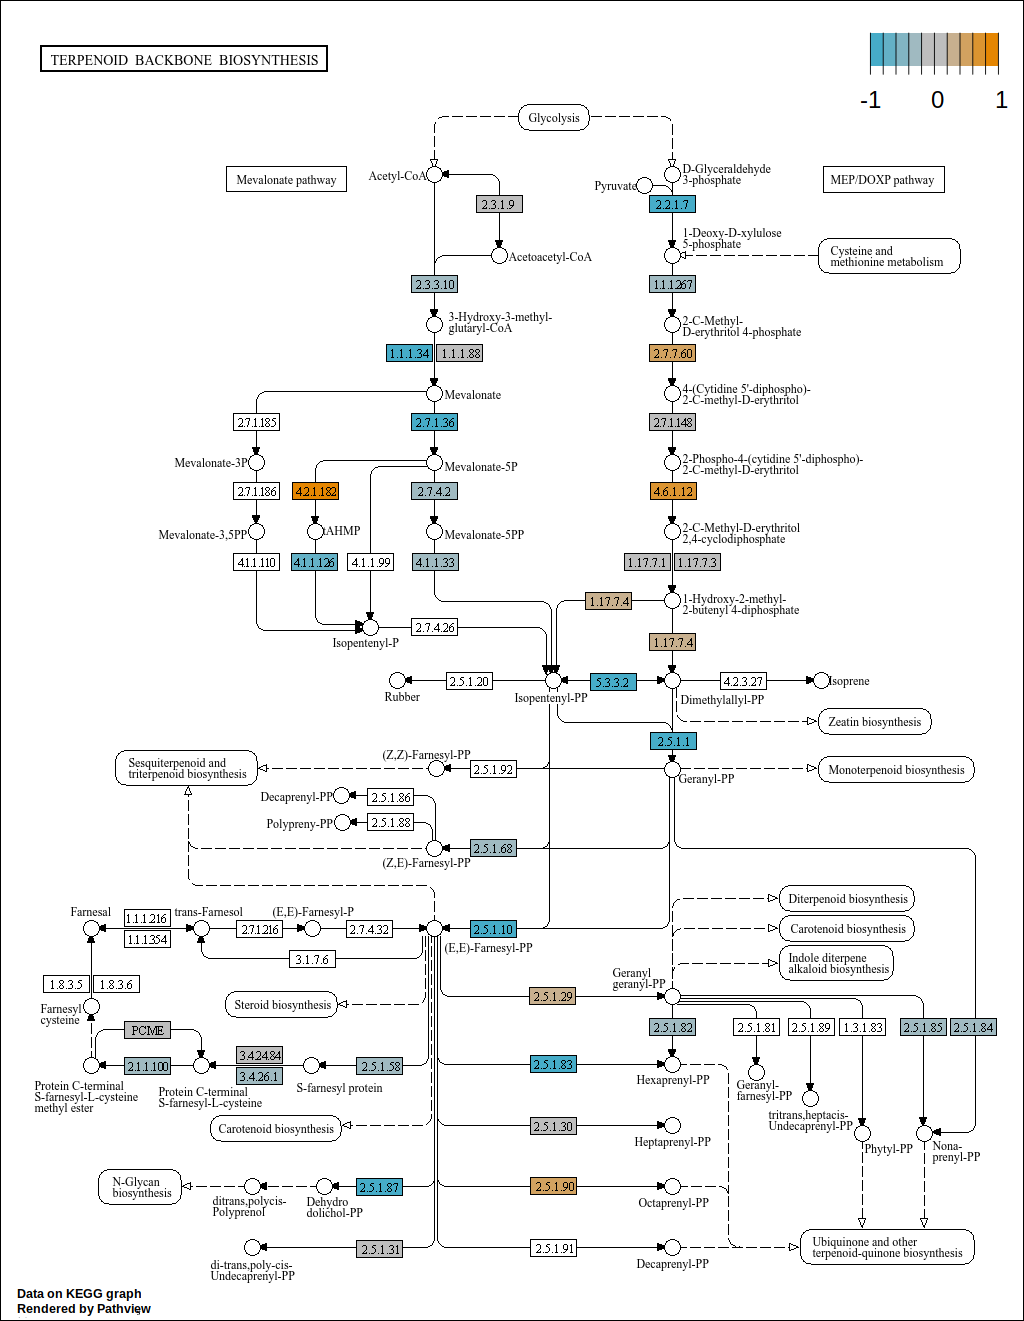 TERPENOID BACKBONE BIOSYNTHESIS
-1 0 1
Glycolysis
Mevalonate pathway
Acetyl-CoA
D-Glyceraldehyde
3-phosphate
MEP/DOXP pathway
Pyruvate
2.3.1.9
2.2.1.7
1-Deoxy-D-xylulose
5-phosphate
Acetoacetyl-CoA
Cysteine and
methionine metabolism
2.3.3.10
1.1.1.267
3-Hydroxy-3-methyl-
glutaryl-CoA
2-C-Methyl-
D-erythritol 4-phosphate
1.1.1.34
1.1.1.88
2.7.7.60
Mevalonate
4-(Cytidine 5'-diphospho)-
2-C-methyl-D-erythritol
2.7.1.185
2.7.1.36
2.7.1.148
Mevalonate-3P
Mevalonate-5P
2-Phospho-4-(cytidine 5'-diphospho)-
2-C-methyl-D-erythritol
2.7.1.186
4.2.1.182
2.7.4.2
4.6.1.12
Mevalonate-3,5PP
tAHMP
Mevalonate-5PP
2-C-Methyl-D-erythritol
2,4-cyclodiphosphate
4.1.1.110
4.1.1.126
4.1.1.99
4.1.1.33
1.17.7.1
1.17.7.3
1.17.7.4
1-Hydroxy-2-methyl-
2-butenyl 4-diphosphate
2.7.4.26
Isopentenyl-P
1.17.7.4
2.5.1.20
5.3.3.2
4.2.3.27
Isoprene
Rubber
Isopentenyl-PP
Dimethylallyl-PP
Zeatin biosynthesis
2.5.1.1
Sesquiterpenoid and
triterpenoid biosynthesis
(Z,Z)-Farnesyl-PP
2.5.1.92
Geranyl-PP
Monoterpenoid biosynthesis
Decaprenyl-PP
2.5.1.86
Polypreny-PP
2.5.1.88
2.5.1.68
(Z,E)-Farnesyl-PP
Diterpenoid biosynthesis
Farnesal
1.1.1.216
trans-Farnesol
(E,E)-Farnesyl-P
2.7.1.216
2.7.4.32
2.5.1.10
Carotenoid biosynthesis
1.1.1.354
(E,E)-Farnesyl-PP
3.1.7.6
Indole diterpene
alkaloid biosynthesis
1.8.3.5
1.8.3.6
Geranyl
geranyl-PP
2.5.1.29
Farnesyl
cysteine
Steroid biosynthesis
PCME
2.5.1.82
2.5.1.81
2.5.1.89
1.3.1.83
2.5.1.85
2.5.1.84
3.4.24.84
2.1.1.100
3.4.26.1
2.5.1.58
2.5.1.83
Protein C-terminal
S-farnesyl-L-cysteine
methyl ester
Protein C-terminal
S-farnesyl-L-cysteine
S-farnesyl protein
Hexaprenyl-PP
Geranyl-
farnesyl-PP
tritrans,heptacis-
Undecaprenyl-PP
Carotenoid biosynthesis
2.5.1.30
Heptaprenyl-PP
Phytyl-PP
Nona-
prenyl-PP
N-Glycan
biosynthesis
2.5.1.87
2.5.1.90
ditrans,polycis-
Polyprenol
Dehydro
dolichol-PP
Octaprenyl-PP
2.5.1.31
2.5.1.91
di-trans,poly-cis-
Undecaprenyl-PP
Decaprenyl-PP
Ubiquinone and other
terpenoid-quinone biosynthesis
Data on KEGG graph
Rendered by Pathview